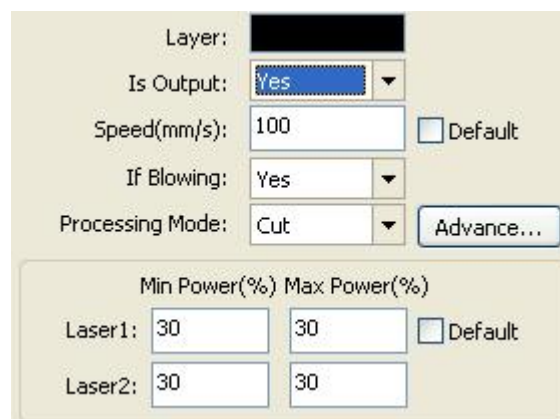 Layer:
Is Output: Yes
Speed(mm/s): 100 Default
If Blowing: Yes
Processing Mode: Cut Advance...
Min Power(%) Max Power(%)
Laser1: 30 30 Default
Laser2: 30 30